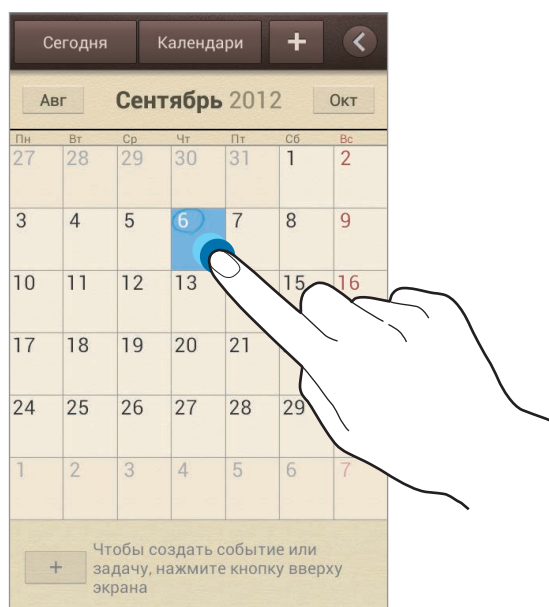 Сегодня Календари +
Авг Сентябрь 2012 Окт
Пн Вт Ср Чт Пт Сб Вс
27 28 29 30 31 1 2
3 4 5 6 7 8 9
10 11 12 13 15 16
17 18 19 20 21
24 25 26 27 28 29
1 2 3 4 5 6 7
+ Чтобы создать событие или
задачу, нажмите кнопку вверху
экрана